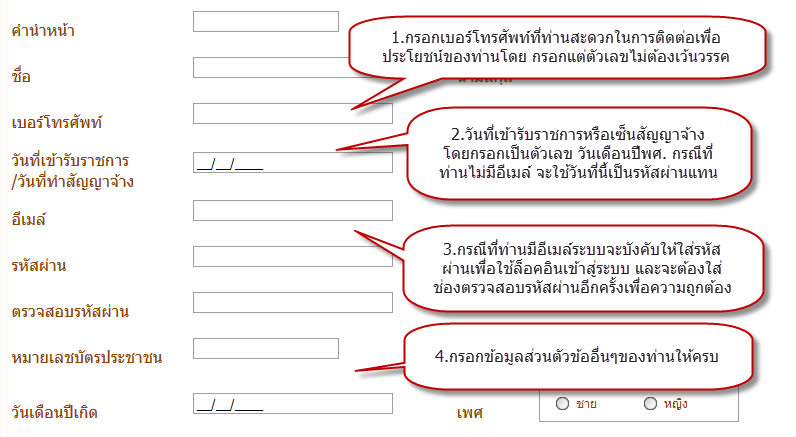 คำนำหน้า
1.กรอกเบอร์โทรศัพท์ที่ท่านสะดวกในการติดต่อเพื่อ
ประโยชน์ของท่านโดย กรอกแต่ตัวเลขไม่ต้องเว้นวรรค
ชื่อ
เบอร์โทรศัพท์
2.วันที่เข้ารับราชการหรือเซ็นสัญญาจ้าง
โดยกรอกเป็นตัวเลข วันเดือนปีพศ. กรณีที่
ท่านไม่มีอีเมล์ จะใช้วันที่นี้เป็นรหัสผ่านแทน
วันที่เข้ารับราชการ
/วันที่ทำสัญญาจ้าง
__/__/____
อีเมล์
3.กรณีที่ท่านมีอีเมล์ระบบจะบังคับให้ใส่รหัส
ผ่านเพื่อใช้ล็อคอินเข้าสู่ระบบ และจะต้องใส่
ช่องตรวจสอบรหัสผ่านอีกครั้งเพื่อความถูกต้อง
รหัสผ่าน
ตรวจสอบรหัสผ่าน
หมายเลขบัตรประชาชน
4.กรอกข้อมูลส่วนตัวข้ออื่นๆของท่านให้ครบ
วันเดือนปีเกิด __/__/____ เพศ ชาย หญิง